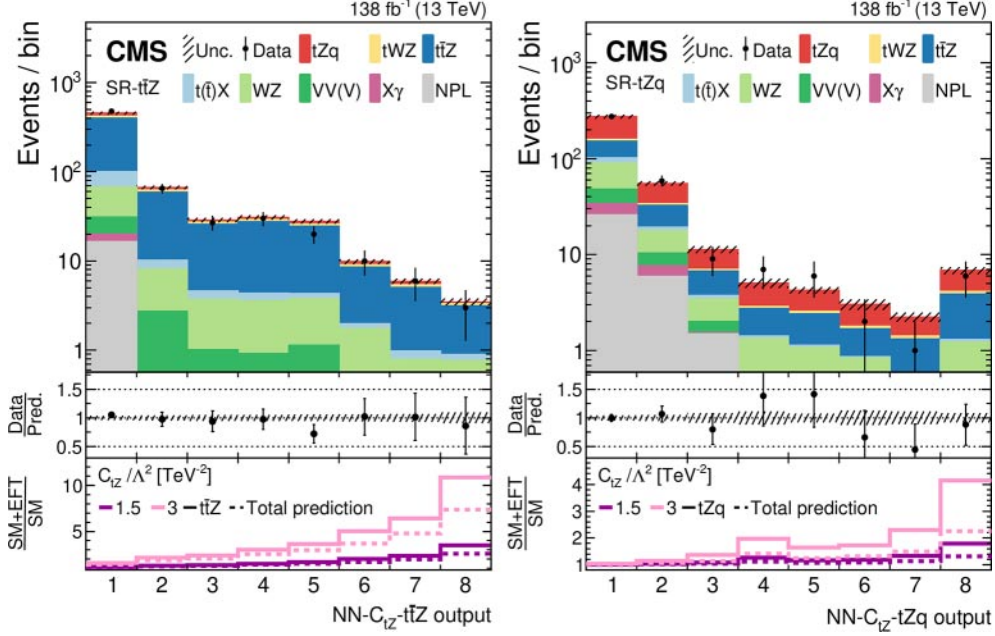 138 fb⁻¹ (13 TeV)
CMS
Unc. Data tZq tWZ tt̄Z
SR-tt̄Z
t(t̄)X WZ VV(V) Xγ NPL
Events / bin
10³
10²
10
1
Data
Pred.
1.5
1
0.5
C_tZ /Λ² [TeV⁻²]
1.5 3 tt̄Z Total prediction
SM+EFT
SM
10
5
1 2 3 4 5 6 7 8
NN-C_tZ-tt̄Z output
138 fb⁻¹ (13 TeV)
CMS
Unc. Data tZq tWZ tt̄Z
SR-tZq
t(t̄)X WZ VV(V) Xγ NPL
Events / bin
10³
10²
10
1
Data
Pred.
1.5
1
0.5
C_tZ /Λ² [TeV⁻²]
1.5 3 tZq Total prediction
SM+EFT
SM
4
3
2
1
1 2 3 4 5 6 7 8
NN-C_tZ-tZq output